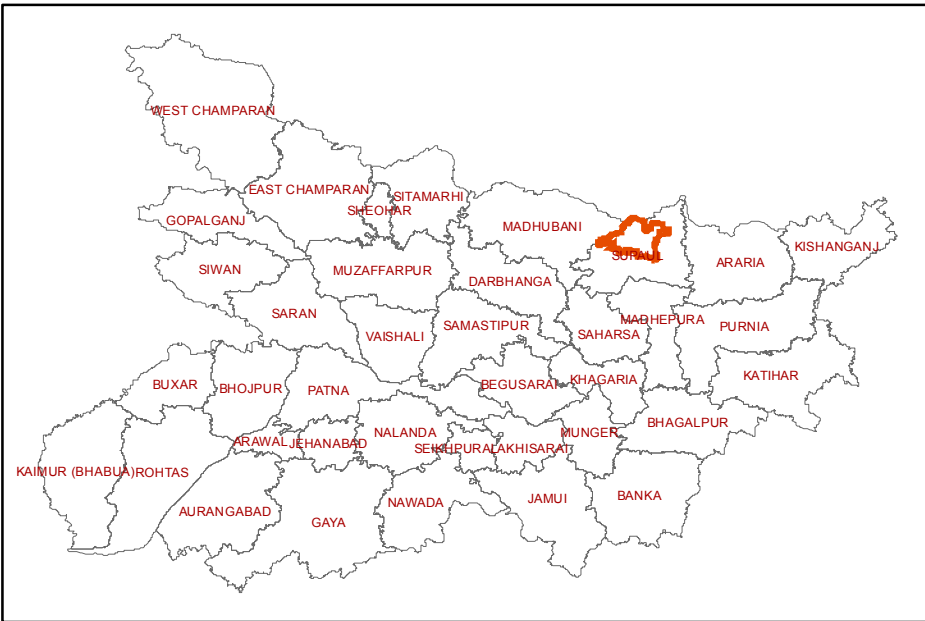 WEST CHAMPARAN
EAST CHAMPARAN
SITAMARHI
SHEOHAR
GOPALGANJ
MADHUBANI
KISHANGANJ
SUPAUL
ARARIA
SIWAN
MUZAFFARPUR
DARBHANGA
SARAN
VAISHALI
SAMASTIPUR
MADHEPURA
PURNIA
SAHARSA
BUXAR
BHOJPUR
PATNA
BEGUSARAI
KHAGARIA
KATIHAR
BHAGALPUR
ARAWAL
JEHANABAD
NALANDA
SEIKHPURA
LAKHISARAI
MUNGER
KAIMUR (BHABUA)
ROHTAS
AURANGABAD
GAYA
NAWADA
JAMUI
BANKA